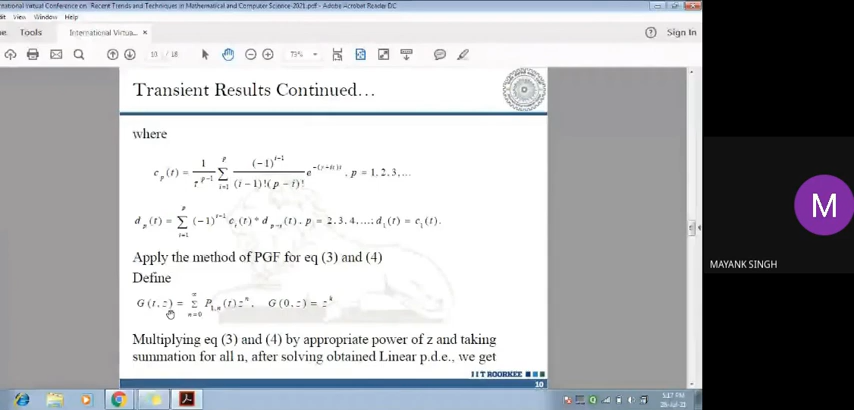 International Virtual Conference on Recent Trends and Techniques in Mathematical and Computer Science-2021.pdf - Adobe Acrobat Reader DC
Edit View Window Help
Tools International Virtua... ×
Sign In
10 / 18 73%
Transient Results Continued...
where
c_p(t) = 1/τ^{p-1} Σ_{i=1}^{p} (-1)^{i-1}/((i-1)!(p-i)!) , p = 1,2,3,...
d_p(t) = Σ_{i=1}^{p} (-1)^{i-1} c_i(t) * d_{p-i}(t), p = 2,3,4,....; d_1(t) = c_1(t).
Apply the method of PGF for eq (3) and (4)
Define
G(t,z) = Σ_{n=0}^{∞} P_{1,n}(t)z^n, G(0,z) = z^k
Multiplying eq (3) and (4) by appropriate power of z and taking
summation for all n, after solving obtained Linear p.d.e., we get
I I T ROORKEE
10
M
MAYANK SINGH
5:17 PM
28-Jul-21